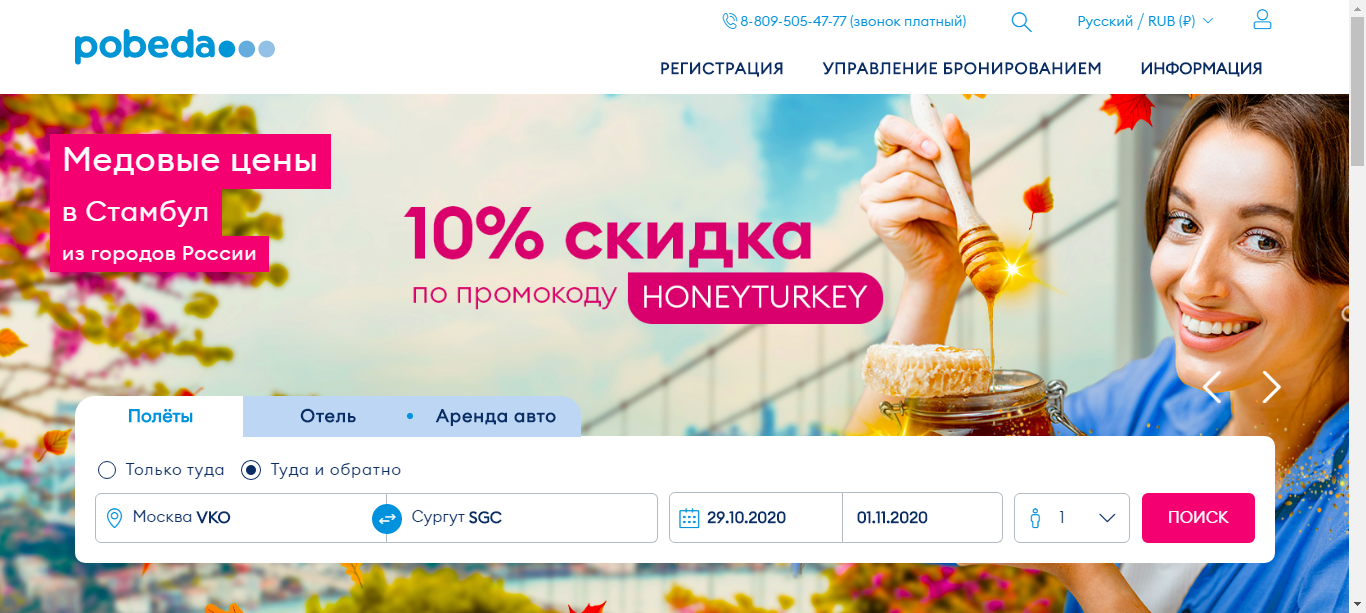 pobeda
8-809-505-47-77 (звонок платный)
Русский / RUB (₽)
РЕГИСТРАЦИЯ
УПРАВЛЕНИЕ БРОНИРОВАНИЕМ
ИНФОРМАЦИЯ
Медовые цены
в Стамбул
из городов России
10% скидка
по промокоду HONEYTURKEY
Полёты
Отель
Аренда авто
Только туда
Туда и обратно
Москва VKO
Сургут SGC
29.10.2020
01.11.2020
1
ПОИСК